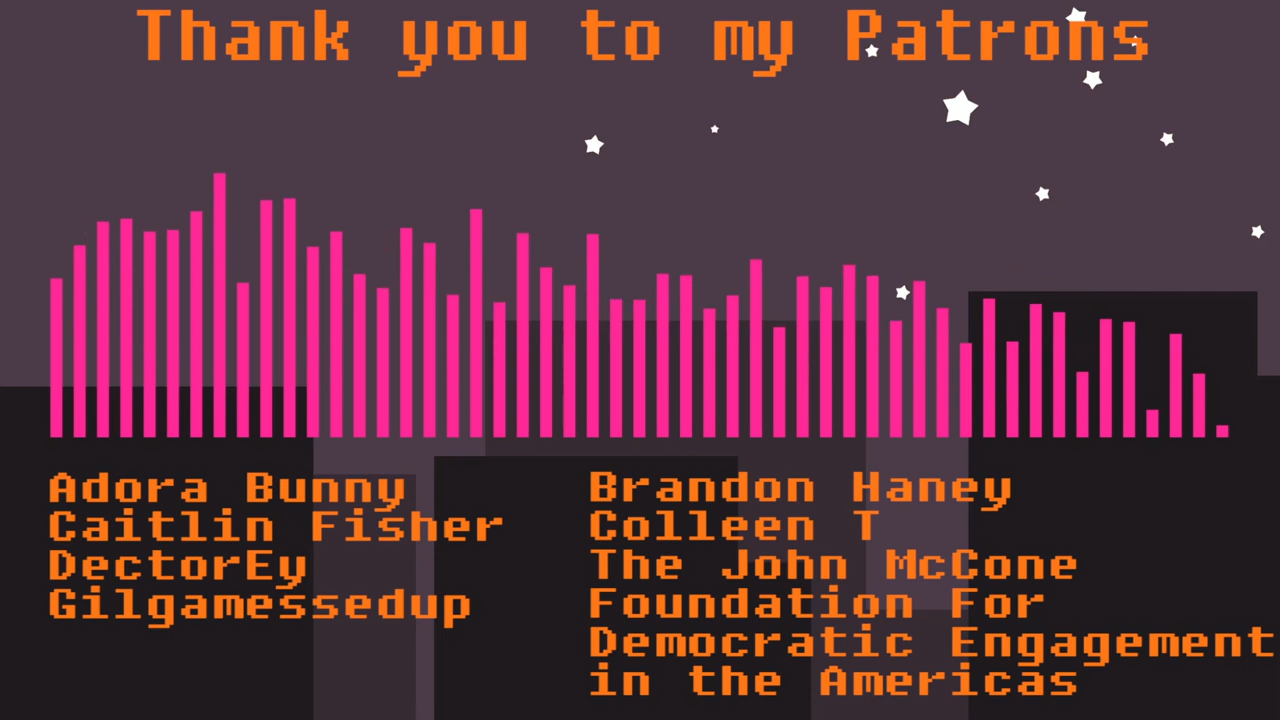 Thank you to my Patrons
Adora Bunny
Caitlin Fisher
DectorEy
Gilgamessedup
Brandon Haney
Colleen T
The John McCone
Foundation For
Democratic Engagement
in the Americas